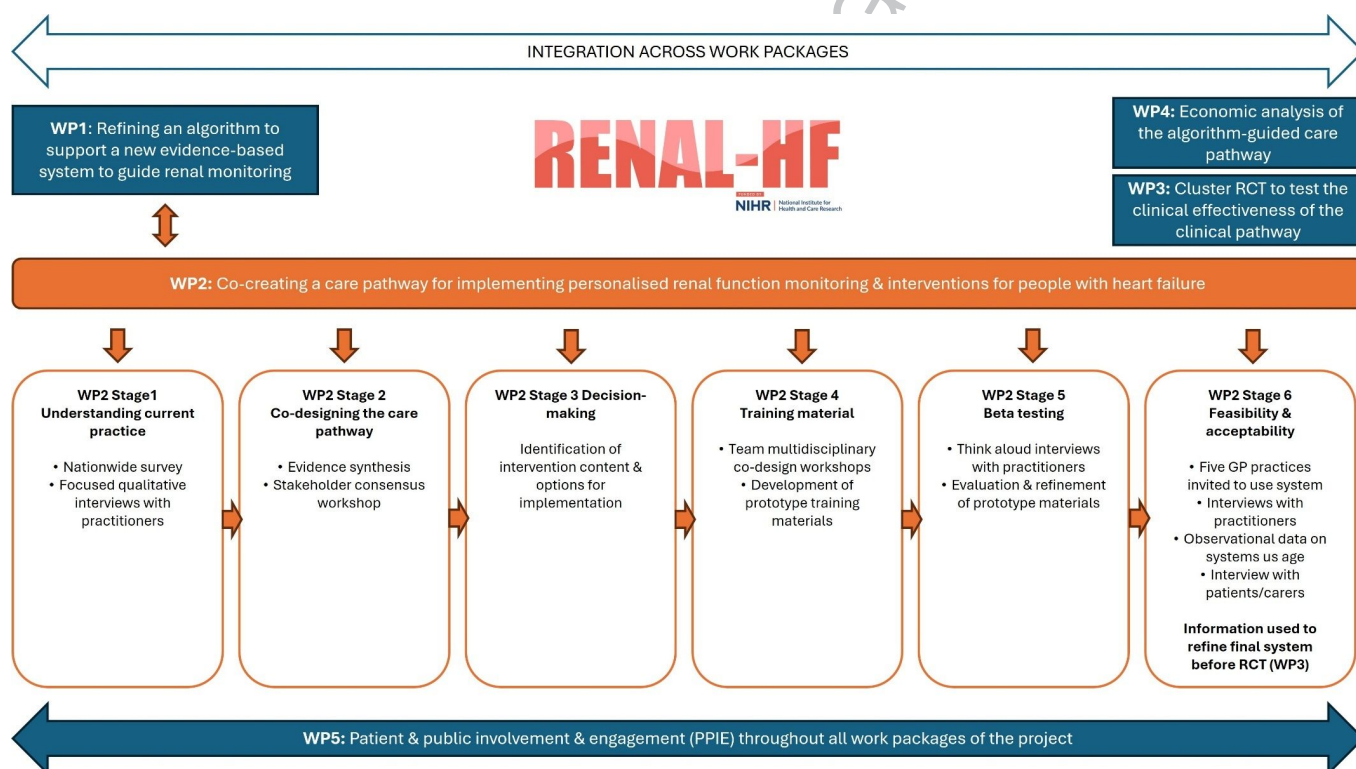 INTEGRATION ACROSS WORK PACKAGES
WP1: Refining an algorithm to
support a new evidence-based
system to guide renal monitoring
RENAL-HF
POWERED BY
NIHR | National Institute for
Health and Care Research
WP4: Economic analysis of
the algorithm-guided care
pathway
WP3: Cluster RCT to test the
clinical effectiveness of the
clinical pathway
WP2: Co-creating a care pathway for implementing personalised renal function monitoring & interventions for people with heart failure
WP2 Stage1
Understanding current
practice
• Nationwide survey
• Focused qualitative
interviews with
practitioners
WP2 Stage 2
Co-designing the care
pathway
• Evidence synthesis
• Stakeholder consensus
workshop
WP2 Stage 3 Decision-
making
Identification of
intervention content &
options for
implementation
WP2 Stage 4
Training material
• Team multidisciplinary
co-design workshops
• Development of
prototype training
materials
WP2 Stage 5
Beta testing
• Think aloud interviews
with practitioners
• Evaluation & refinement
of prototype materials
WP2 Stage 6
Feasibility &
acceptability
• Five GP practices
invited to use system
• Interviews with
practitioners
• Observational data on
systems us age
• Interview with
patients/carers
Information used to
refine final system
before RCT (WP3)
WP5: Patient & public involvement & engagement (PPIE) throughout all work packages of the project